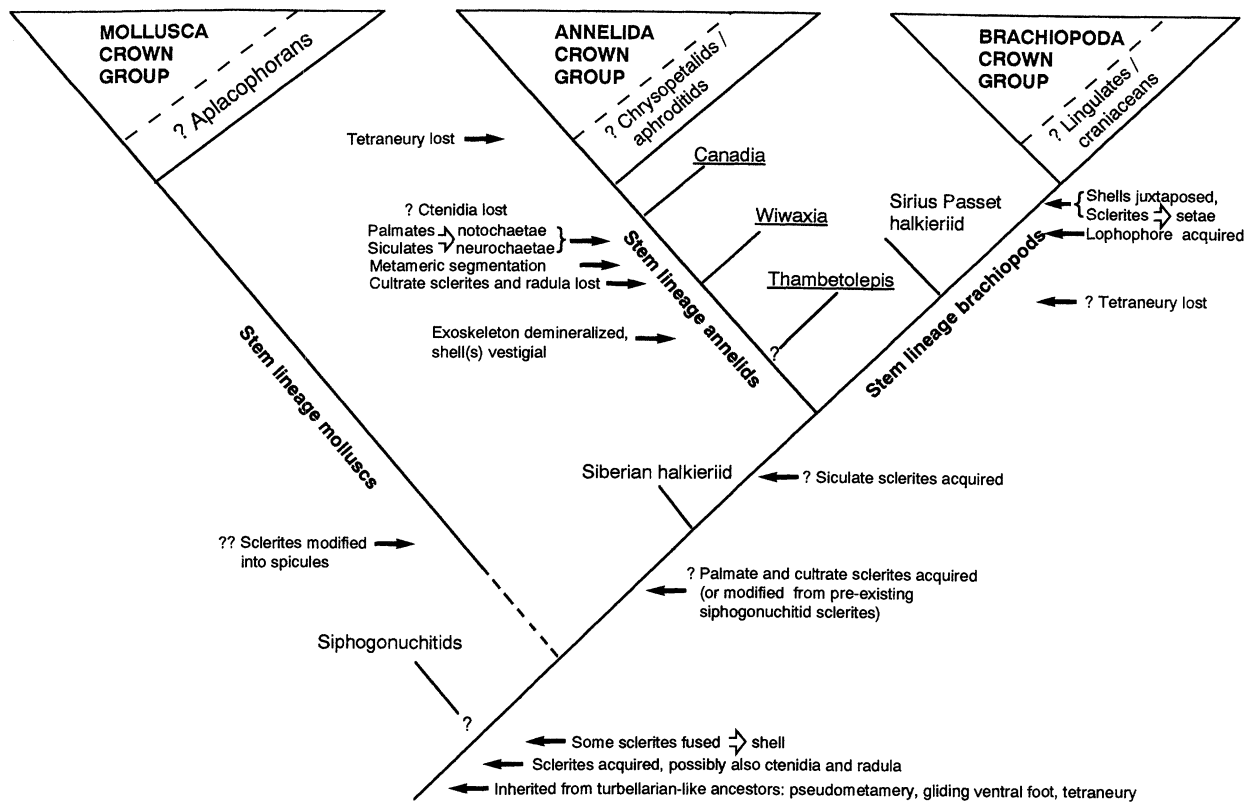 MOLLUSCA
CROWN
GROUP
? Aplacophorans
ANNELIDA
CROWN
GROUP
? Chrysopetalids /
aphroditids
BRACHIOPODA
CROWN
GROUP
? Lingulates /
craniaceans
Tetraneury lost
Canadia
? Ctenidia lost
Palmates notochaetae
Siculates neurochaetae
Metameric segmentation
Cultrate sclerites and radula lost
Wiwaxia
Sirius Passet
halkieriid
Shells juxtaposed,
Sclerites setae
Lophophore acquired
Thambetolepis
?
? Tetraneury lost
Exoskeleton demineralized,
shell(s) vestigial
Stem lineage molluscs
Stem lineage annelids
Stem lineage brachiopods
Siberian halkieriid
? Siculate sclerites acquired
?? Sclerites modified
into spicules
? Palmate and cultrate sclerites acquired
(or modified from pre-existing
siphogonuchitid sclerites)
Siphogonuchitids
?
Some sclerites fused shell
Sclerites acquired, possibly also ctenidia and radula
Inherited from turbellarian-like ancestors: pseudometamery, gliding ventral foot, tetraneury